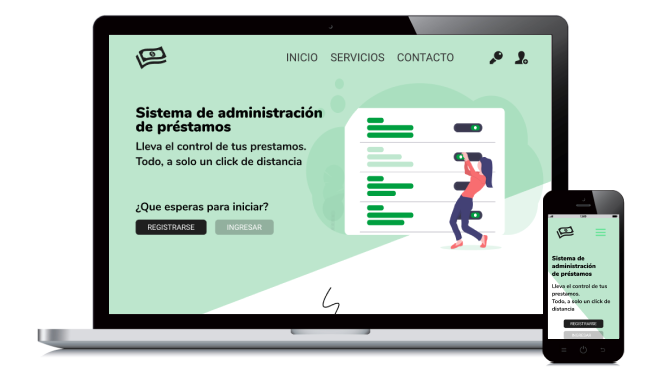 INICIO SERVICIOS CONTACTO
Sistema de administración
de préstamos
Lleva el control de tus prestamos.
Todo, a solo un click de distancia
¿Que esperas para iniciar?
REGISTRARSE INGRESAR
Sistema de
administración
de préstamos
Lleva el control de tus
prestamos.
Todo, a solo un click de
distancia
REGISTRARSE
INGRESAR